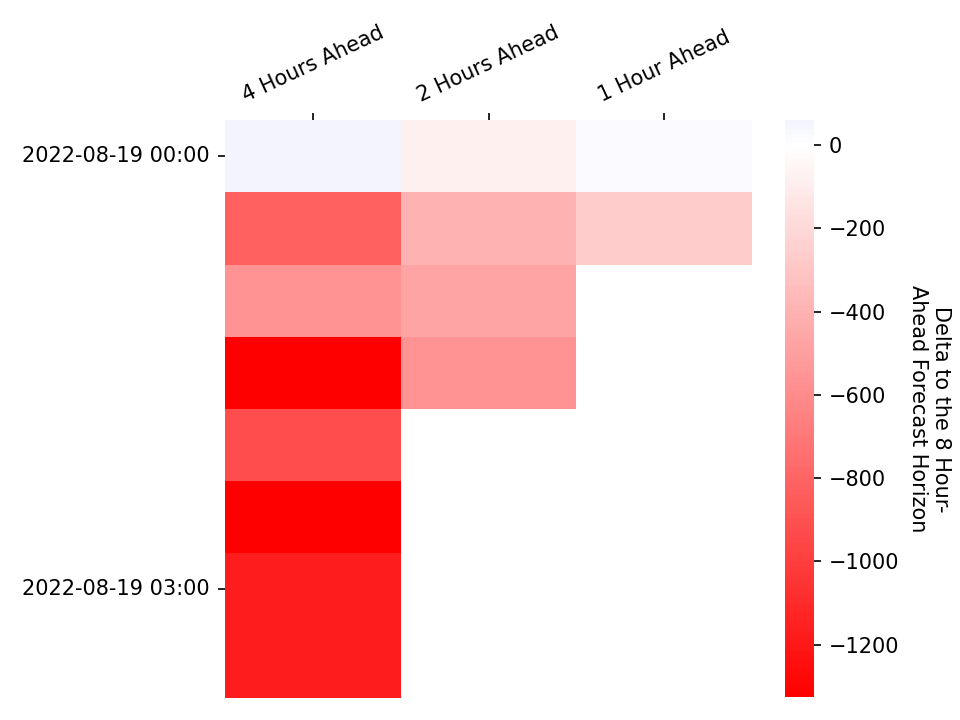 4 Hours Ahead
2 Hours Ahead
1 Hour Ahead
2022-08-19 00:00
2022-08-19 03:00
0
−200
−400
−600
−800
−1000
−1200
Delta to the 8 Hour-
Ahead Forecast Horizon